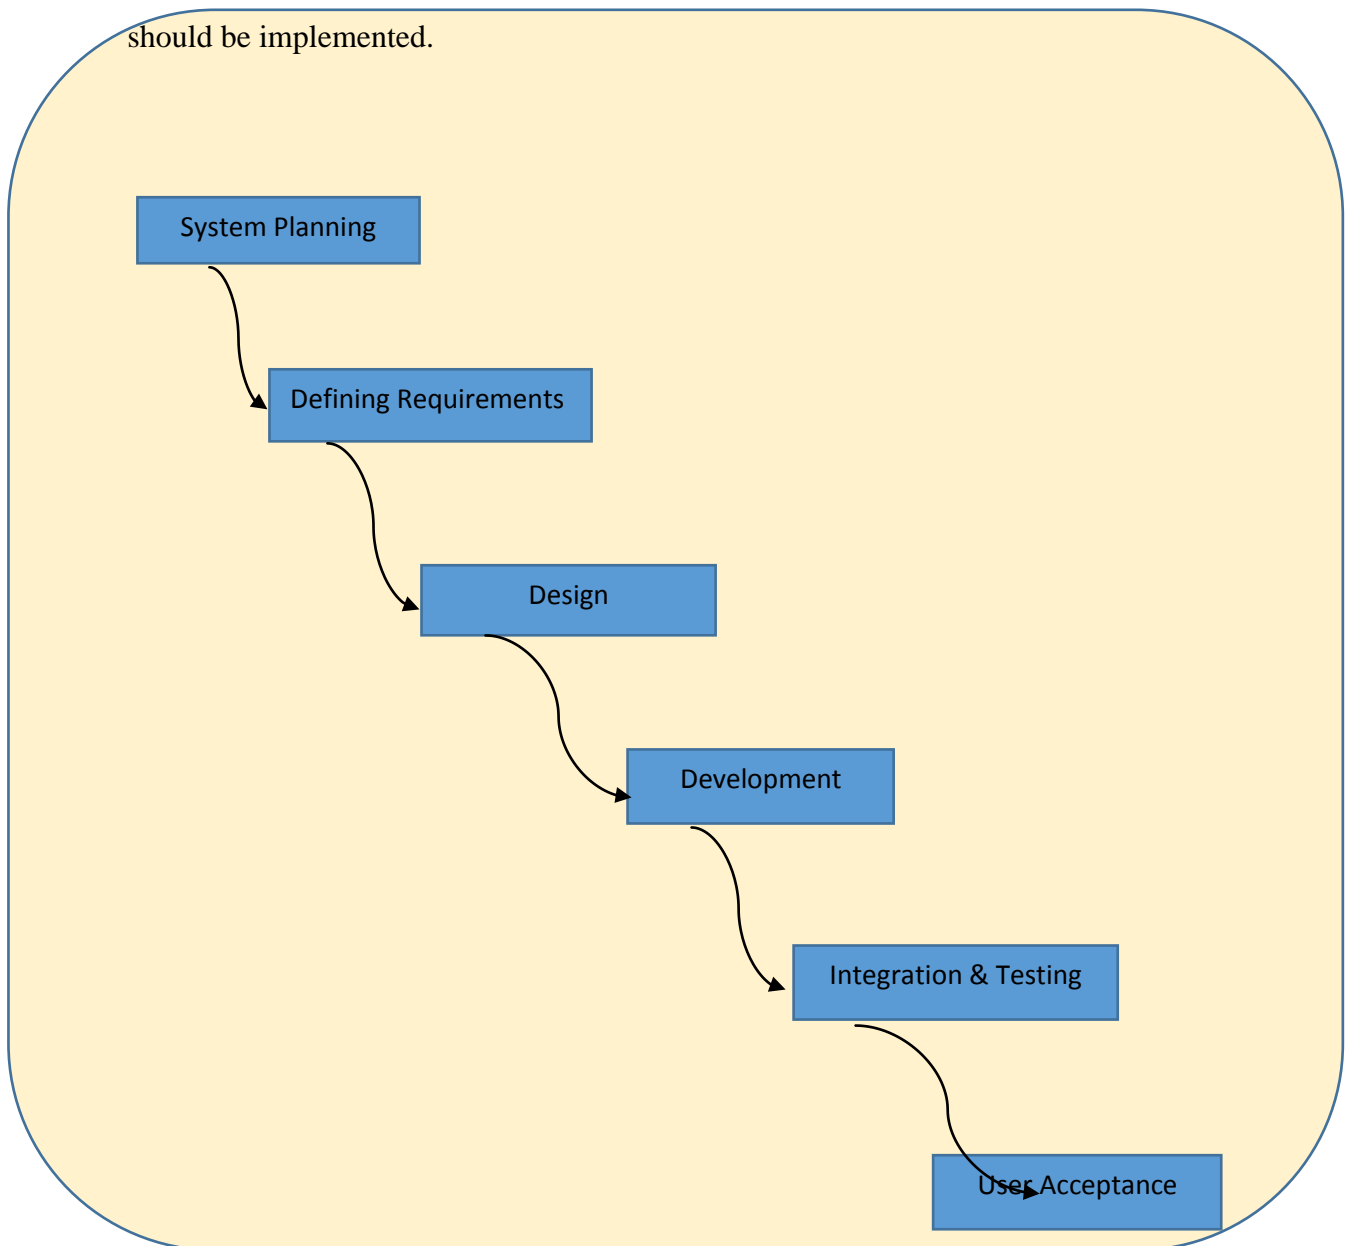 should be implemented.
System Planning
Defining Requirements
Design
Development
Integration & Testing
User Acceptance